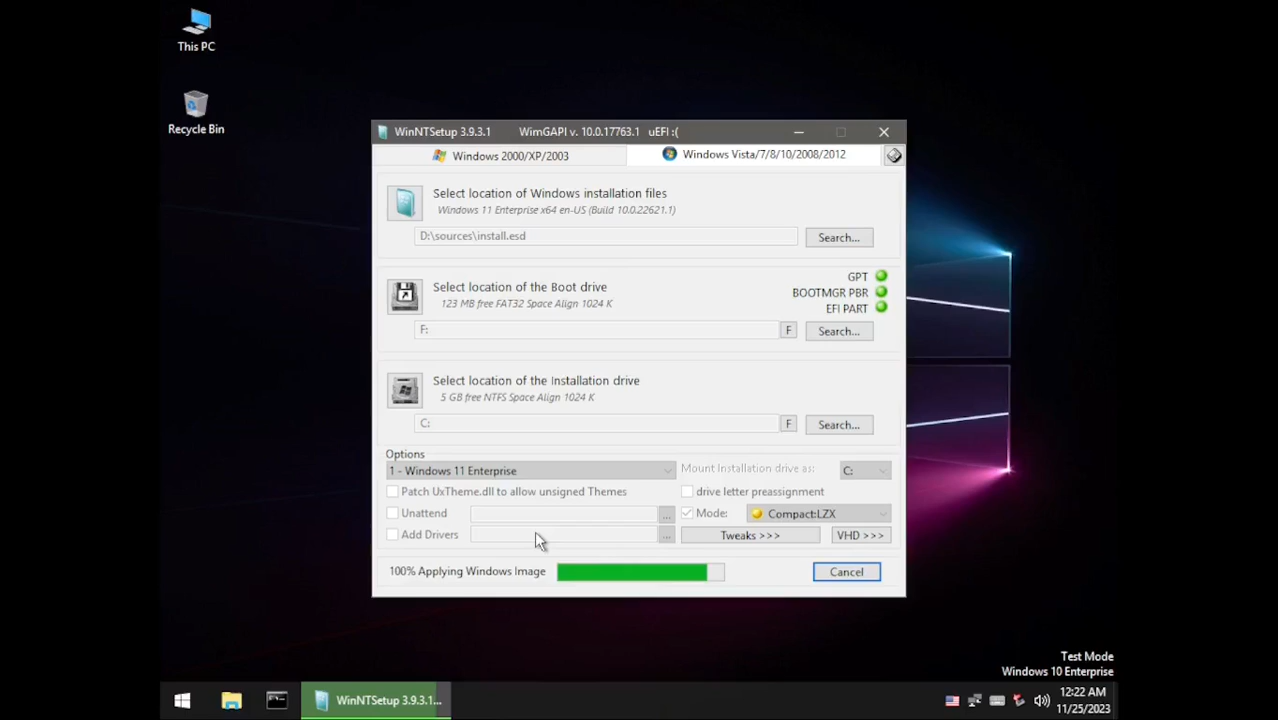 This PC
Recycle Bin
WinNTSetup 3.9.3.1 WimGAPI v. 10.0.17763.1 uEFI :(
Windows 2000/XP/2003
Windows Vista/7/8/10/2008/2012
Select location of Windows installation files
Windows 11 Enterprise x64 en-US (Build 10.0.22621.1)
D:\sources\install.esd
Search...
Select location of the Boot drive
123 MB free FAT32 Space Align 1024 K
GPT
BOOTMGR PBR
EFI PART
F:
F
Search...
Select location of the Installation drive
5 GB free NTFS Space Align 1024 K
C:
F
Search...
Options
1 - Windows 11 Enterprise
Mount Installation drive as:
C:
Patch UxTheme.dll to allow unsigned Themes
drive letter preassignment
Unattend
...
Mode:
Compact:LZX
Add Drivers
...
Tweaks >>>
VHD >>>
100% Applying Windows Image
Cancel
Test Mode
Windows 10 Enterprise
WinNTSetup 3.9.3.1...
12:22 AM
11/25/2023